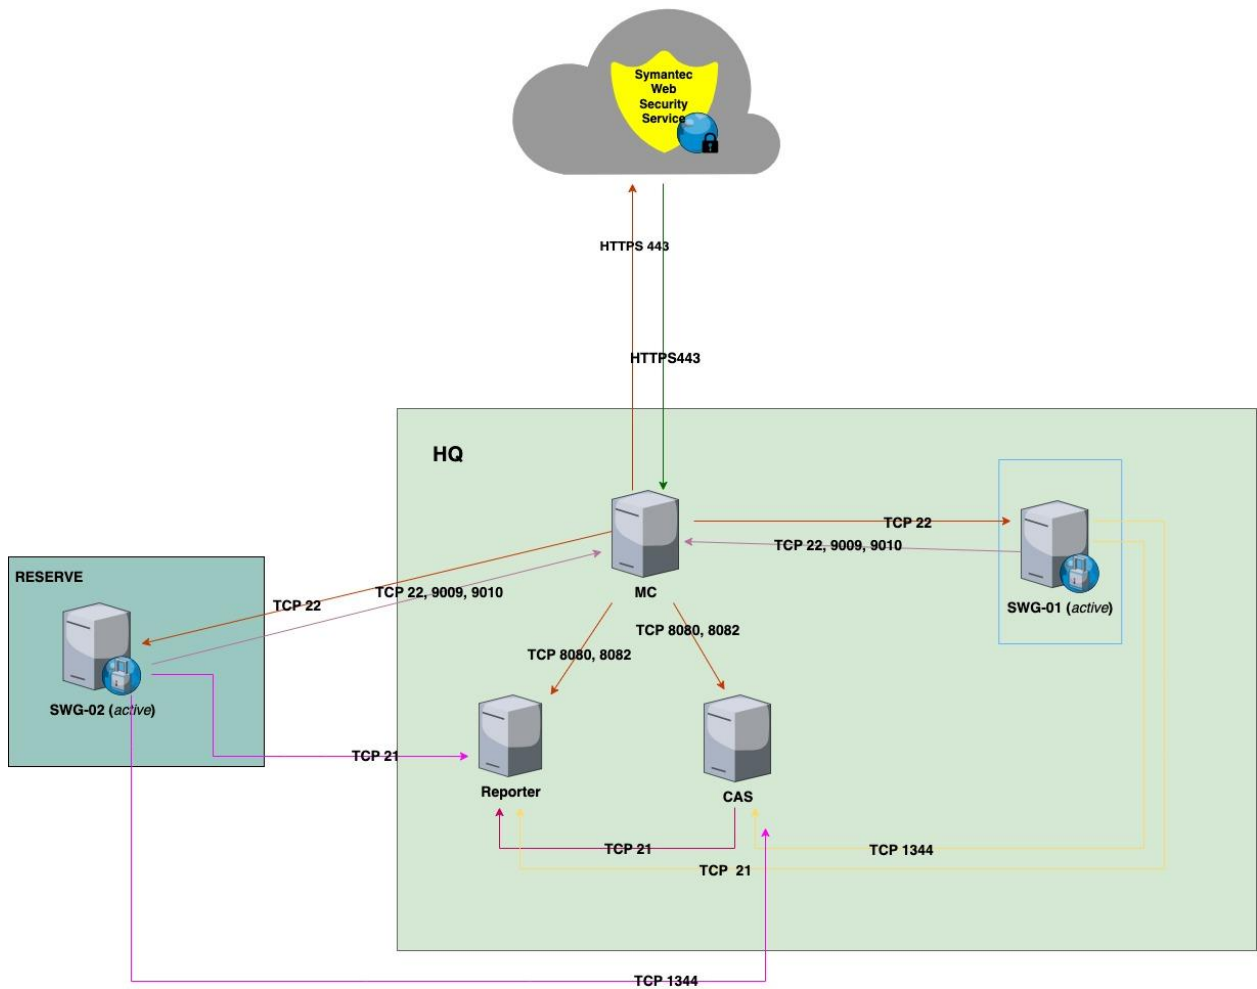 Symantec
Web
Security
Service
HTTPS 443
HTTPS443
HQ
TCP 22
TCP 22, 9009, 9010
MC
SWG-01 (active)
RESERVE
TCP 22
TCP 22, 9009, 9010
SWG-02 (active)
TCP 8080, 8082
TCP 8080, 8082
TCP 21
Reporter
CAS
TCP 21
TCP 1344
TCP  21
TCP 1344